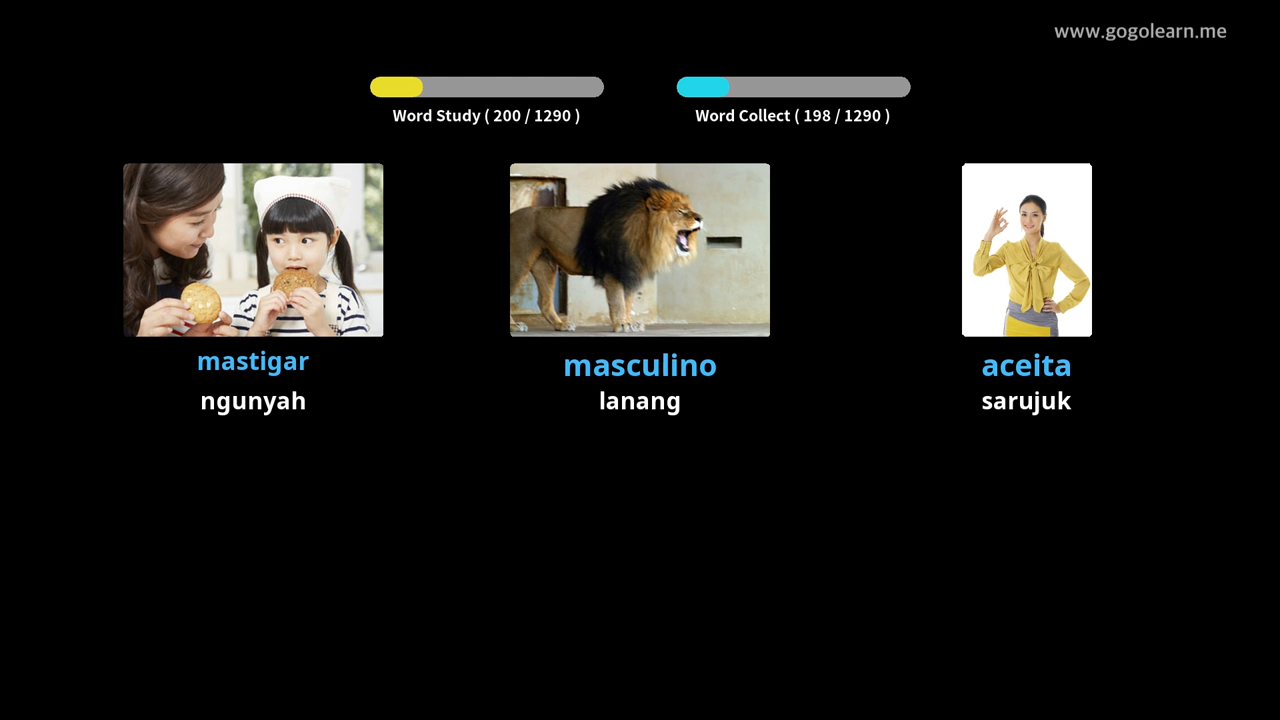 www.gogolearn.me
Word Study ( 200 / 1290 )
Word Collect ( 198 / 1290 )
mastigar
ngunyah
masculino
lanang
aceita
sarujuk